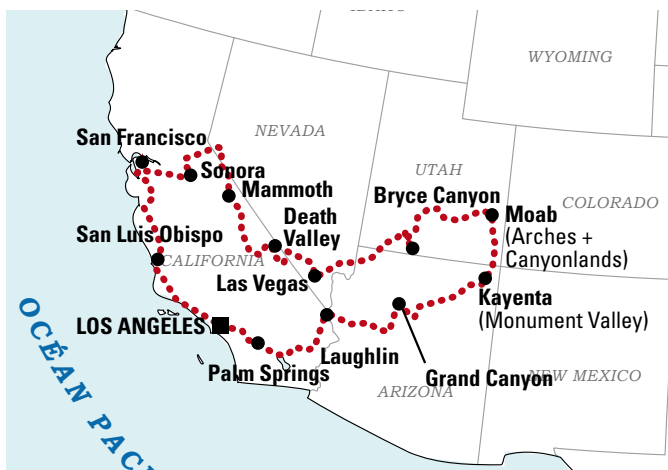 WYOMING
NEVADA
San Francisco
Sonora
UTAH
Mammoth
Bryce Canyon
COLORADO
Death
Valley
Moab
(Arches +
Canyonlands)
San Luis Obispo
CALIFORNIA
Las Vegas
Kayenta
(Monument Valley)
LOS ANGELES
Laughlin
Palm Springs
Grand Canyon
NEW MEXICO
ARIZONA
OCÉAN PACI